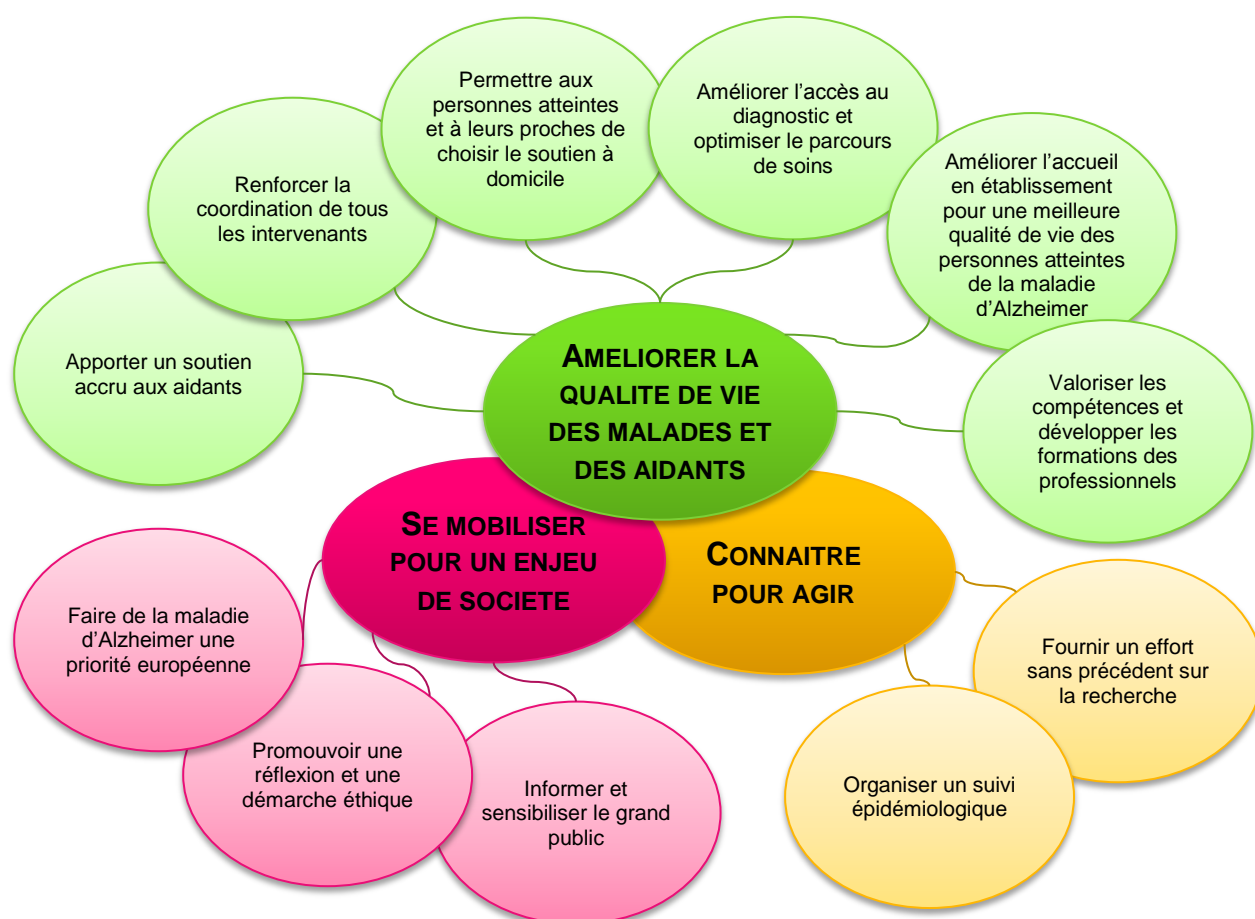 Permettre aux
personnes atteintes
et à leurs proches de
choisir le soutien à
domicile
Améliorer l'accès au
diagnostic et
optimiser le parcours
de soins
Renforcer la
coordination de tous
les intervenants
Améliorer l'accueil
en établissement
pour une meilleure
qualité de vie des
personnes atteintes
de la maladie
d'Alzheimer
Apporter un soutien
accru aux aidants
AMELIORER LA
QUALITE DE VIE
DES MALADES ET
DES AIDANTS
Valoriser les
compétences et
développer les
formations des
professionnels
SE MOBILISER
POUR UN ENJEU
DE SOCIETE
CONNAITRE
POUR AGIR
Faire de la maladie
d'Alzheimer une
priorité européenne
Fournir un effort
sans précédent sur
la recherche
Promouvoir une
réflexion et une
démarche éthique
Informer et
sensibiliser le grand
public
Organiser un suivi
épidémiologique